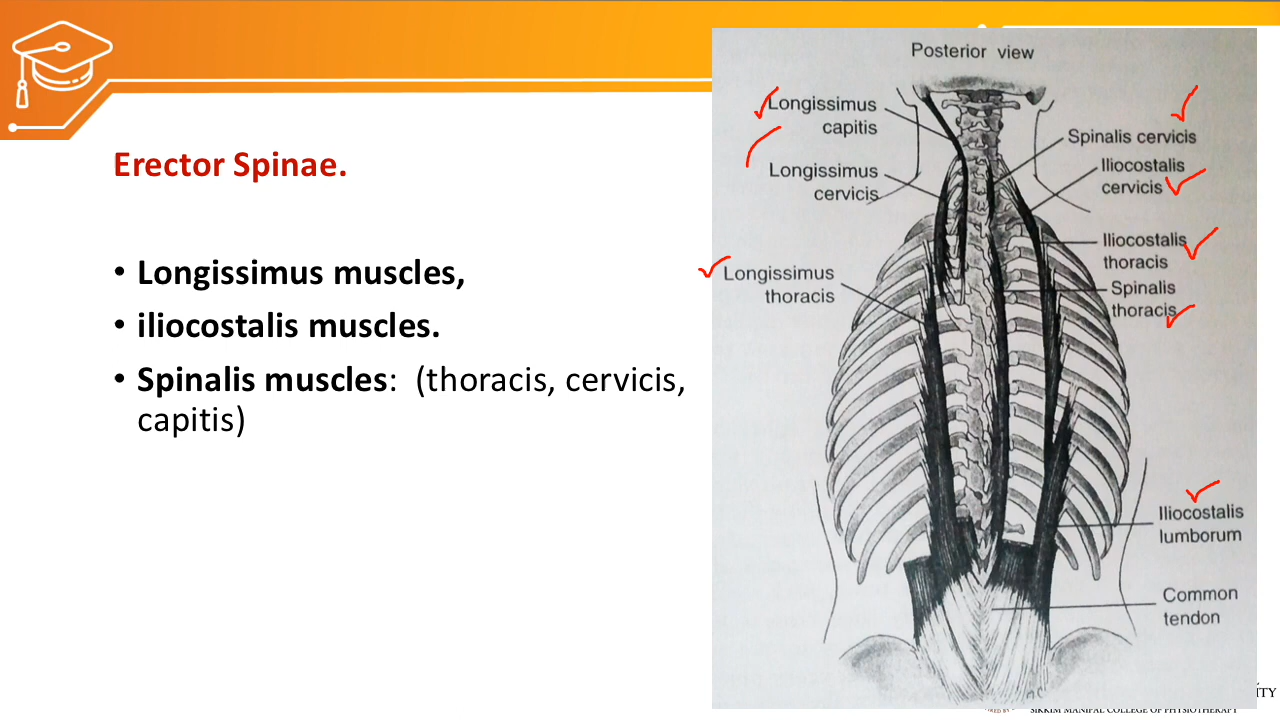 Erector Spinae.
• Longissimus muscles,
• iliocostalis muscles.
• Spinalis muscles: (thoracis, cervicis,
capitis)
Posterior view
Longissimus
capitis
Longissimus
cervicis
Longissimus
thoracis
Spinalis cervicis
Iliocostalis
cervicis
Iliocostalis
thoracis
Spinalis
thoracis
Iliocostalis
lumborum
Common
tendon
SIKKIM MANIPAL COLLEGE OF PHYSIOTHERAPY